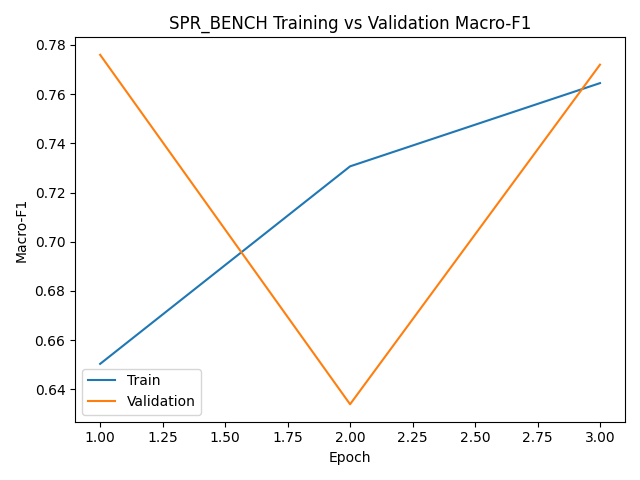 SPR_BENCH Training vs Validation Macro-F1
0.78
0.76
0.74
0.72
0.70
0.68
0.66
0.64
Macro-F1
Train
Validation
1.00 1.25 1.50 1.75 2.00 2.25 2.50 2.75 3.00
Epoch